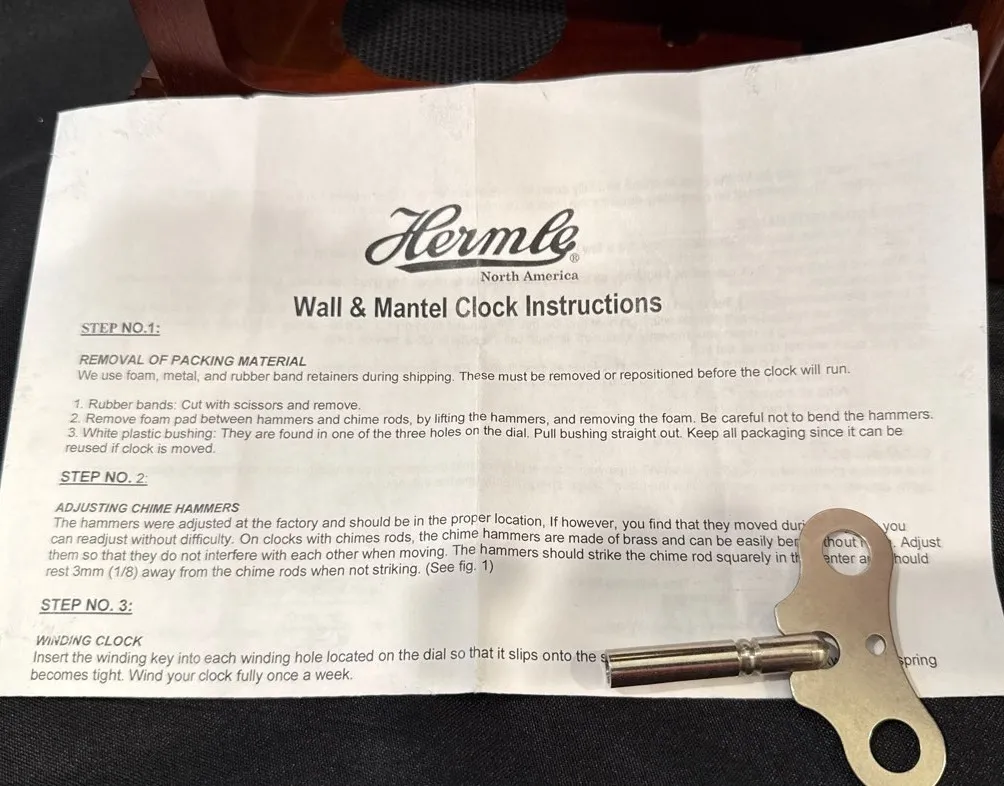 Hermle®
North America
Wall & Mantel Clock Instructions
STEP NO.1:
REMOVAL OF PACKING MATERIAL
We use foam, metal, and rubber band retainers during shipping. These must be removed or repositioned before the clock will run.
1. Rubber bands: Cut with scissors and remove.
2. Remove foam pad between hammers and chime rods, by lifting the hammers, and removing the foam. Be careful not to bend the hammers.
3. White plastic bushing: They are found in one of the three holes on the dial. Pull bushing straight out. Keep all packaging since it can be
reused if clock is moved.
STEP NO. 2:
ADJUSTING CHIME HAMMERS
The hammers were adjusted at the factory and should be in the proper location, If however, you find that they moved you
can readjust without difficulty. On clocks with chimes rods, the chime hammers are made of brass and can be easily Adjust
them so that they do not interfere with each other when moving. The hammers should strike the chime rod squarely in
rest 3mm (1/8) away from the chime rods when not striking. (See fig. 1)
STEP NO. 3:
WINDING CLOCK
Insert the winding key into each winding hole located on the dial so that it slips onto the spring
becomes tight. Wind your clock fully once a week.